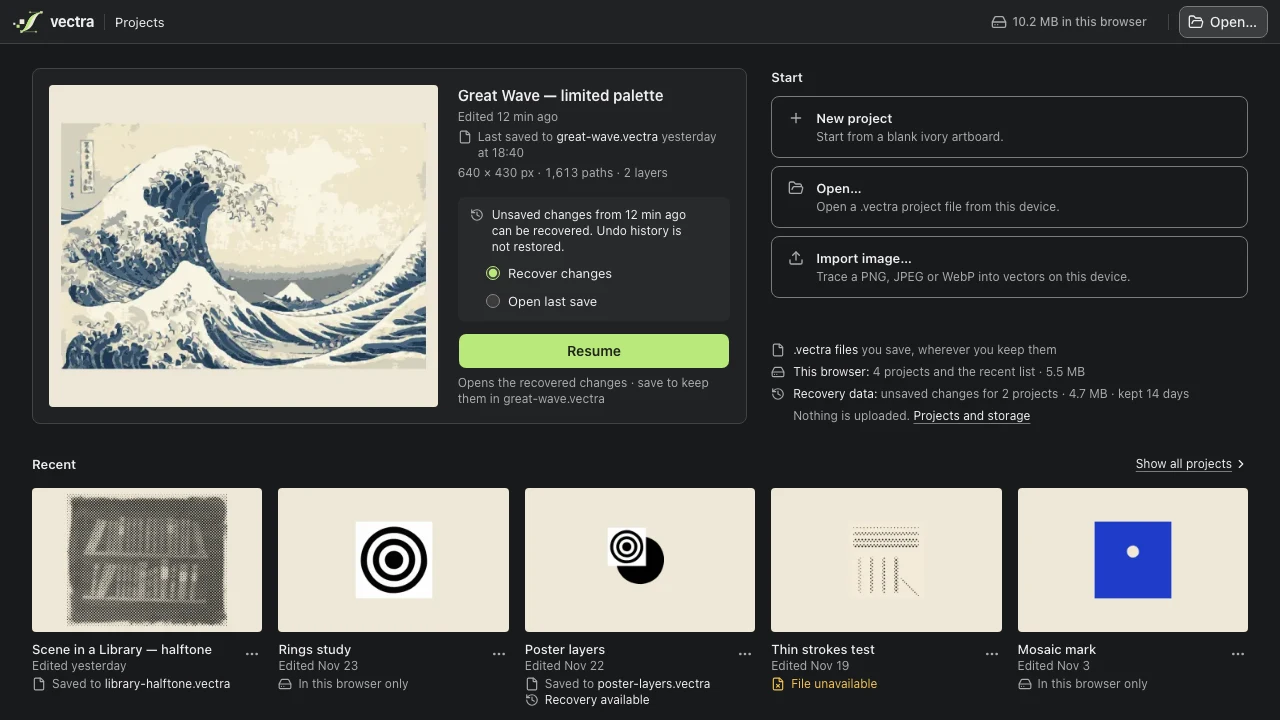 vectra
Projects
10.2 MB in this browser
Open...
Great Wave — limited palette
Edited 12 min ago
Last saved to great-wave.vectra yesterday
at 18:40
640 × 430 px · 1,613 paths · 2 layers
Unsaved changes from 12 min ago
can be recovered. Undo history is
not restored.
Recover changes
Open last save
Resume
Opens the recovered changes · save to keep
them in great-wave.vectra
Start
New project
Start from a blank ivory artboard.
Open...
Open a .vectra project file from this device.
Import image...
Trace a PNG, JPEG or WebP into vectors on this device.
.vectra files you save, wherever you keep them
This browser: 4 projects and the recent list · 5.5 MB
Recovery data: unsaved changes for 2 projects · 4.7 MB · kept 14 days
Nothing is uploaded. Projects and storage
Recent
Show all projects
Scene in a Library — halftone
Edited yesterday
Saved to library-halftone.vectra
Rings study
Edited Nov 23
In this browser only
Poster layers
Edited Nov 22
Saved to poster-layers.vectra
Recovery available
Thin strokes test
Edited Nov 19
File unavailable
Mosaic mark
Edited Nov 3
In this browser only